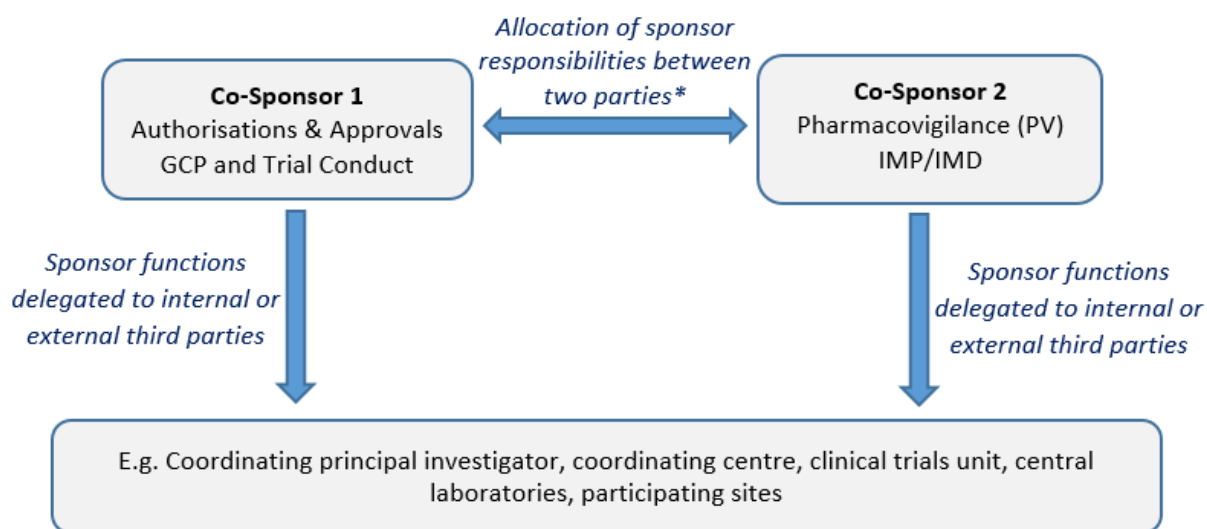 Allocation of sponsor
responsibilities between
two parties*
Co-Sponsor 1
Authorisations & Approvals
GCP and Trial Conduct
Co-Sponsor 2
Pharmacovigilance (PV)
IMP/IMD
Sponsor functions
delegated to internal or
external third parties
Sponsor functions
delegated to internal or
external third parties
E.g. Coordinating principal investigator, coordinating centre, clinical trials unit, central
laboratories, participating sites